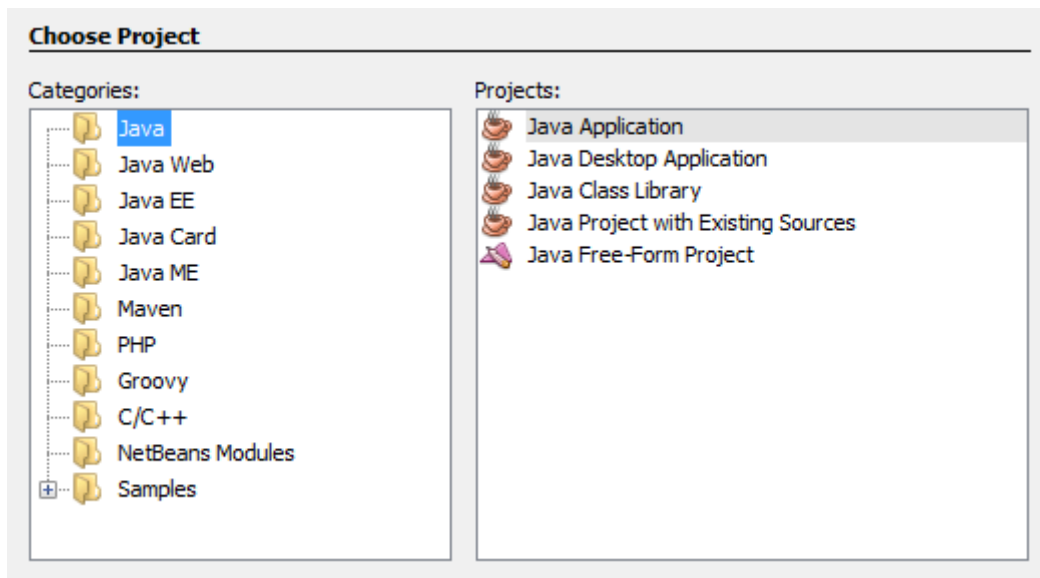 Choose Project
Categories:
Java
Java Web
Java EE
Java Card
Java ME
Maven
PHP
Groovy
C/C++
NetBeans Modules
Samples
Projects:
Java Application
Java Desktop Application
Java Class Library
Java Project with Existing Sources
Java Free-Form Project